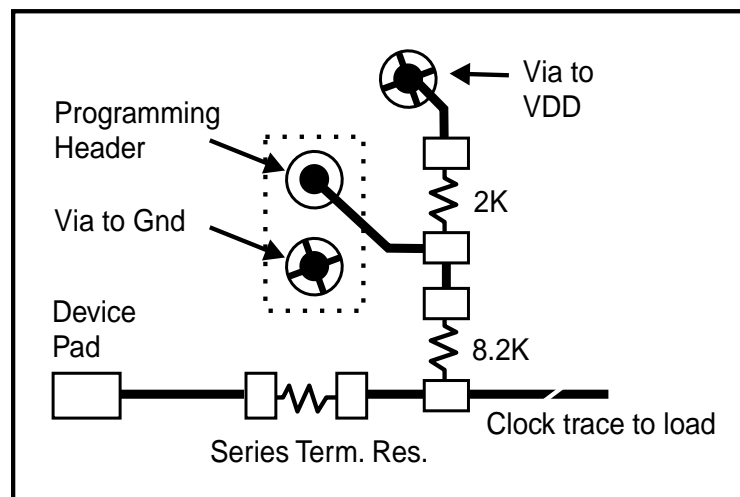 Via to
VDD
Programming
Header
2K
Via to Gnd
Device
Pad
8.2K
Clock trace to load
Series Term. Res.